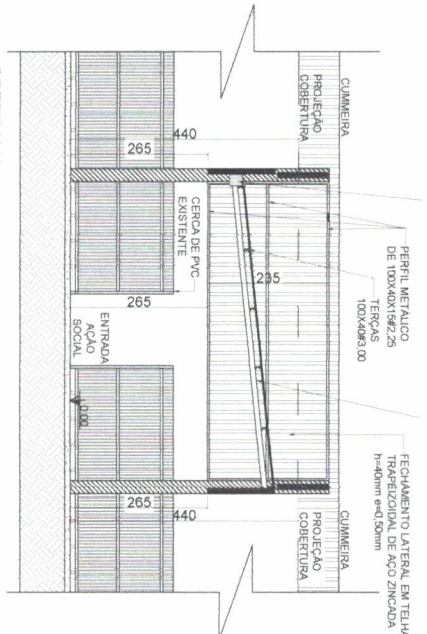 CUMMEIRA
PROJEÇÃO
COBERTURA
440
265
PERFIL METÁLICO
DE 100X40X15#2,25
TERÇAS
100X40#3,00
235
CERCA DE PVC
EXISTENTE
265
ENTRADA
AÇÃO
SOCIAL
0.00
FECHAMENTO LATERAL EM TELHA
TRAPEIZOIDAL DE AÇO ZINCADA
h=40mm e=0,50mm
CUMMEIRA
PROJEÇÃO
COBERTURA
440
265